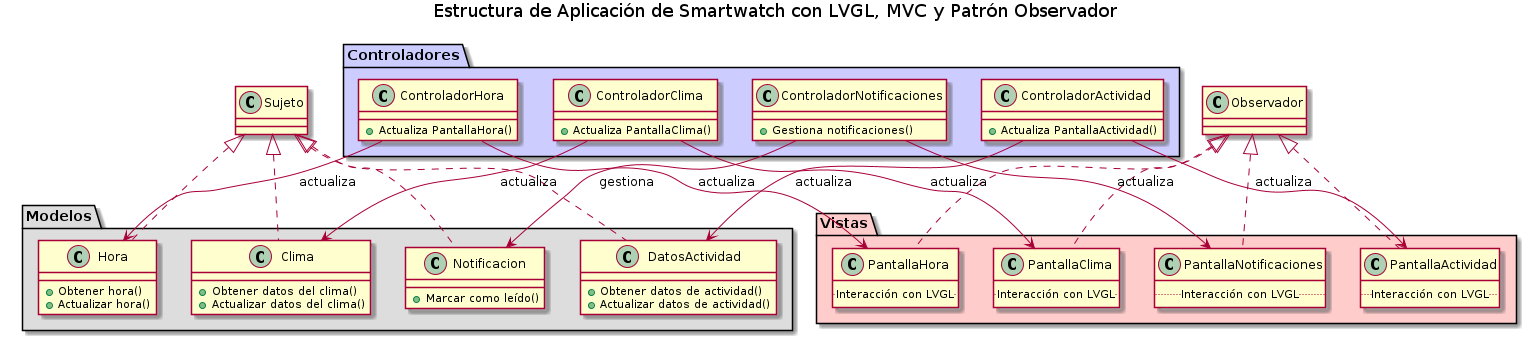 Estructura de Aplicación de Smartwatch con LVGL, MVC y Patrón Observador
Controladores
C Sujeto
C ControladorHora
Actualiza PantallaHora()
C ControladorClima
Actualiza PantallaClima()
C ControladorNotificaciones
Gestiona notificaciones()
C ControladorActividad
Actualiza PantallaActividad()
C Observador
actualiza
actualiza
gestiona
actualiza
actualiza
actualiza
actualiza
actualiza
Modelos
C Hora
Obtener hora()
Actualizar hora()
C Clima
Obtener datos del clima()
Actualizar datos del clima()
C Notificacion
Marcar como leído()
C DatosActividad
Obtener datos de actividad()
Actualizar datos de actividad()
Vistas
C PantallaHora
Interacción con LVGL
C PantallaClima
Interacción con LVGL
C PantallaNotificaciones
Interacción con LVGL
C PantallaActividad
Interacción con LVGL